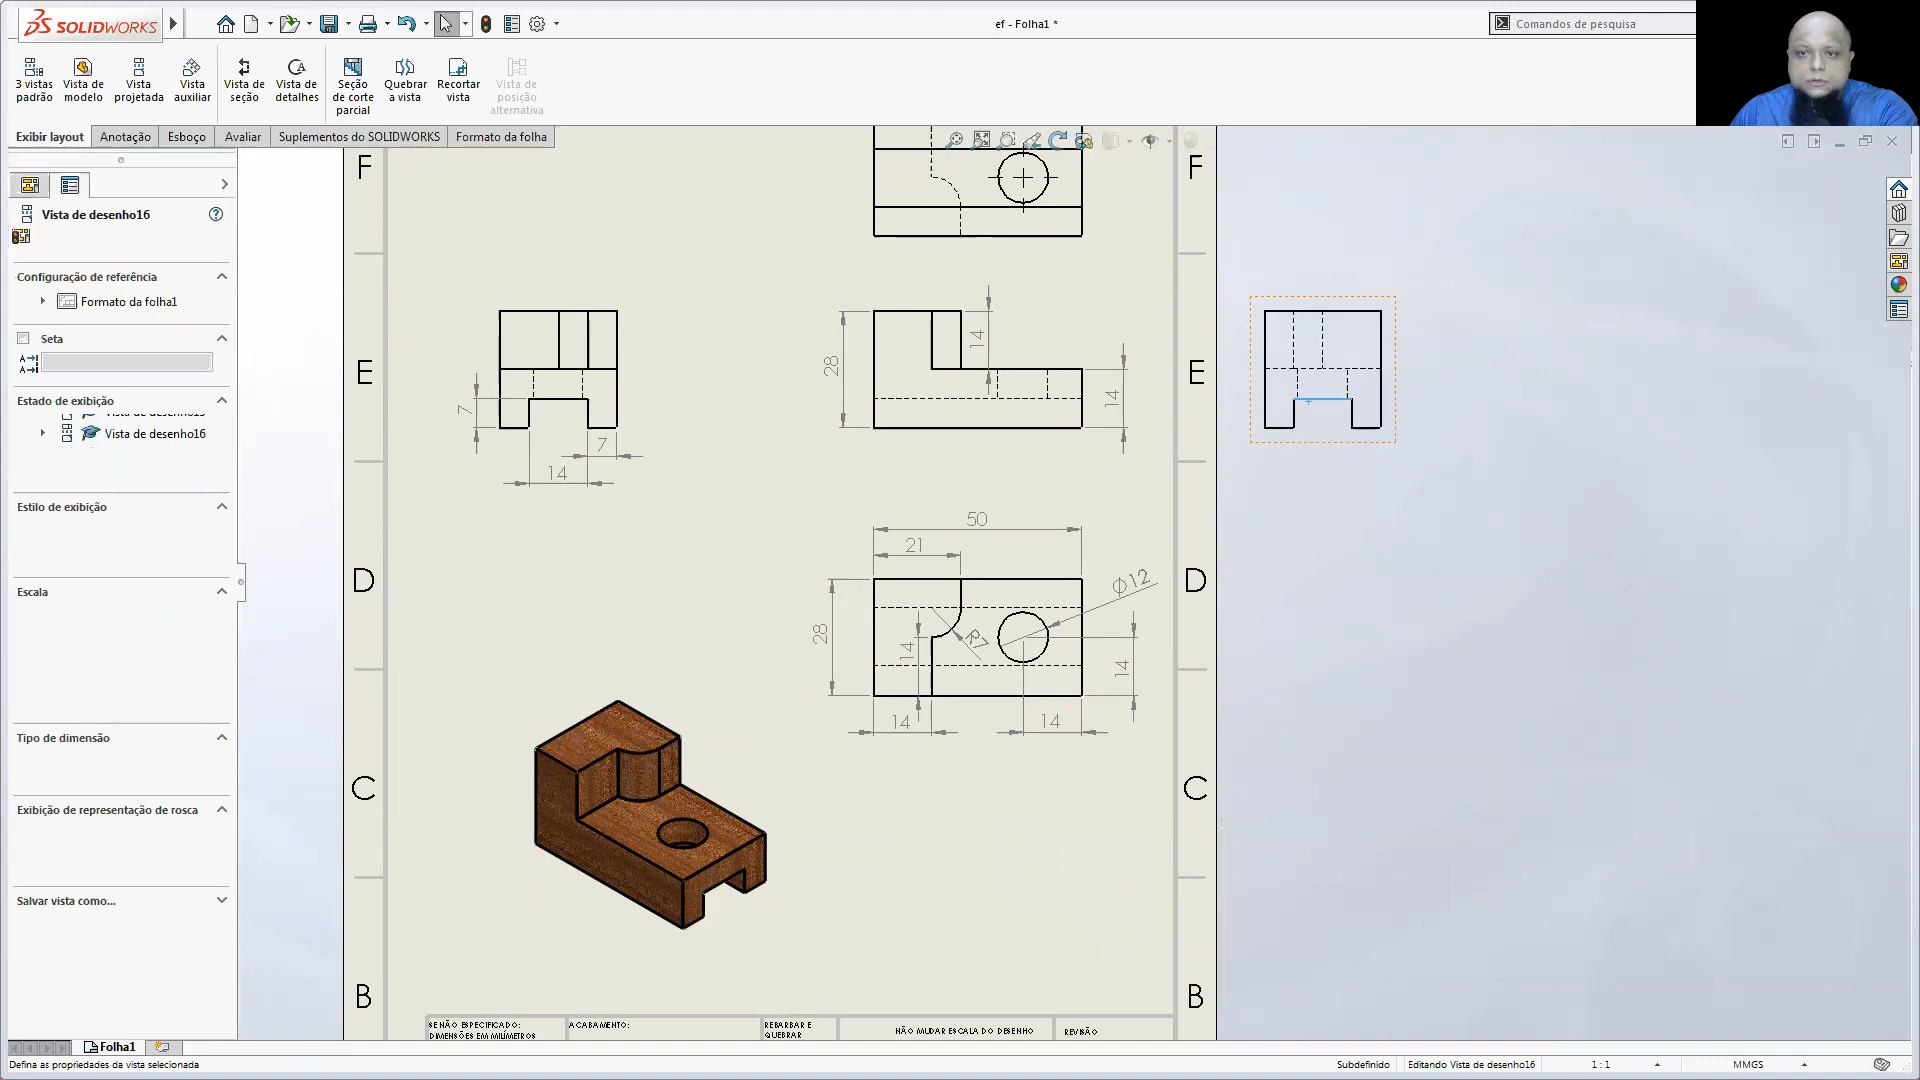 SOLIDWORKS
ef - Folha1 *
Comandos de pesquisa
3 vistas padrão
Vista de modelo
Vista projetada
Vista auxiliar
Vista de seção
Vista de detalhes
Seção de corte parcial
Quebrar a vista
Recortar vista
Vista de posição alternativa
Exibir layout
Anotação
Esboço
Avaliar
Suplementos do SOLIDWORKS
Formato da folha
Vista de desenho16
Configuração de referência
Formato da folha1
Seta
Estado de exibição
Vista de desenho16
Estilo de exibição
Escala
Tipo de dimensão
Exibição de representação de rosca
Salvar vista como...
F
F
E
E
D
D
C
C
B
B
7
7
14
28
14
14
50
21
28
14
R7
Φ12
14
14
14
SE NÃO ESPECIFICADO:
DIMENSÕES EM MILÍMETROS
ACABAMENTO:
REBARBAR E
QUEBRAR
NÃO MUDAR ESCALA DO DESENHO
REVISÃO
Folha1
Defina as propriedades da vista selecionada
Subdefinido
Editando Vista de desenho16
1 : 1
MMGS